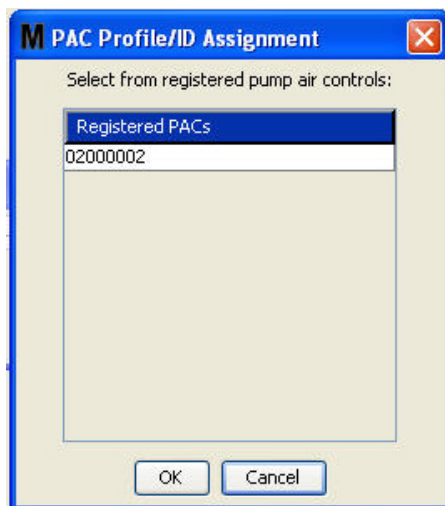 M PAC Profile/ID Assignment
Select from registered pump air controls:
Registered PACs
02000002
OK Cancel